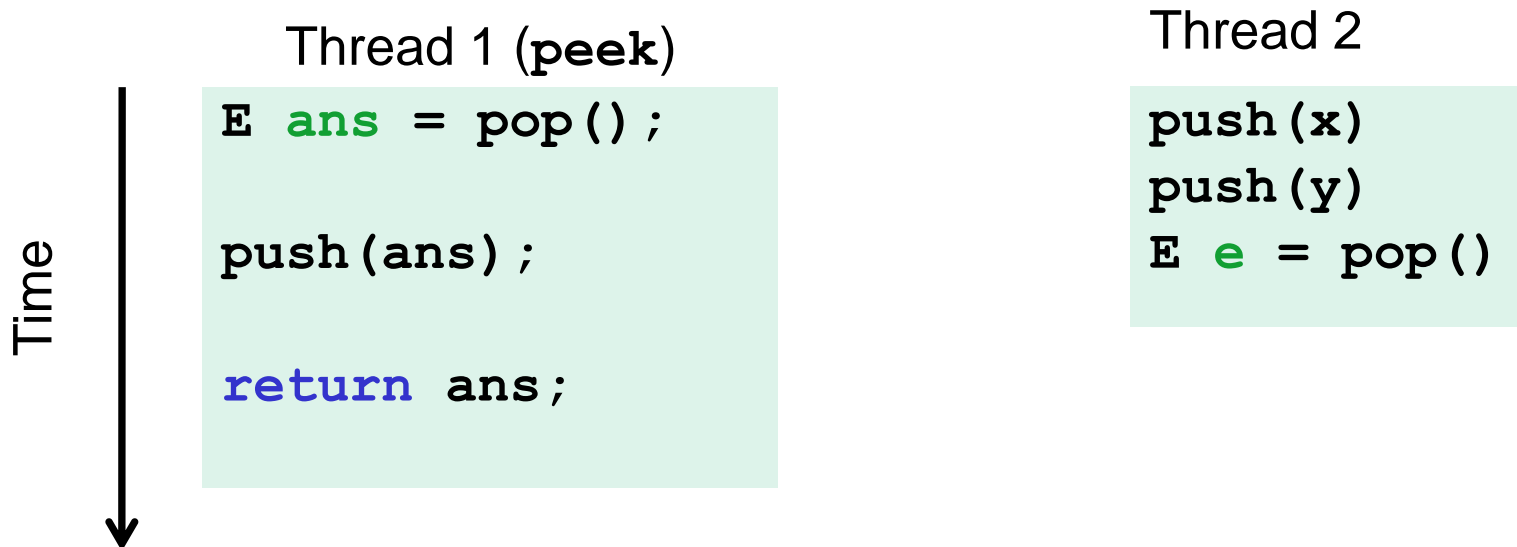 Thread 1 (peek)
Time
E ans = pop();
push(ans);
return ans;
Thread 2
push(x)
push(y)
E e = pop()